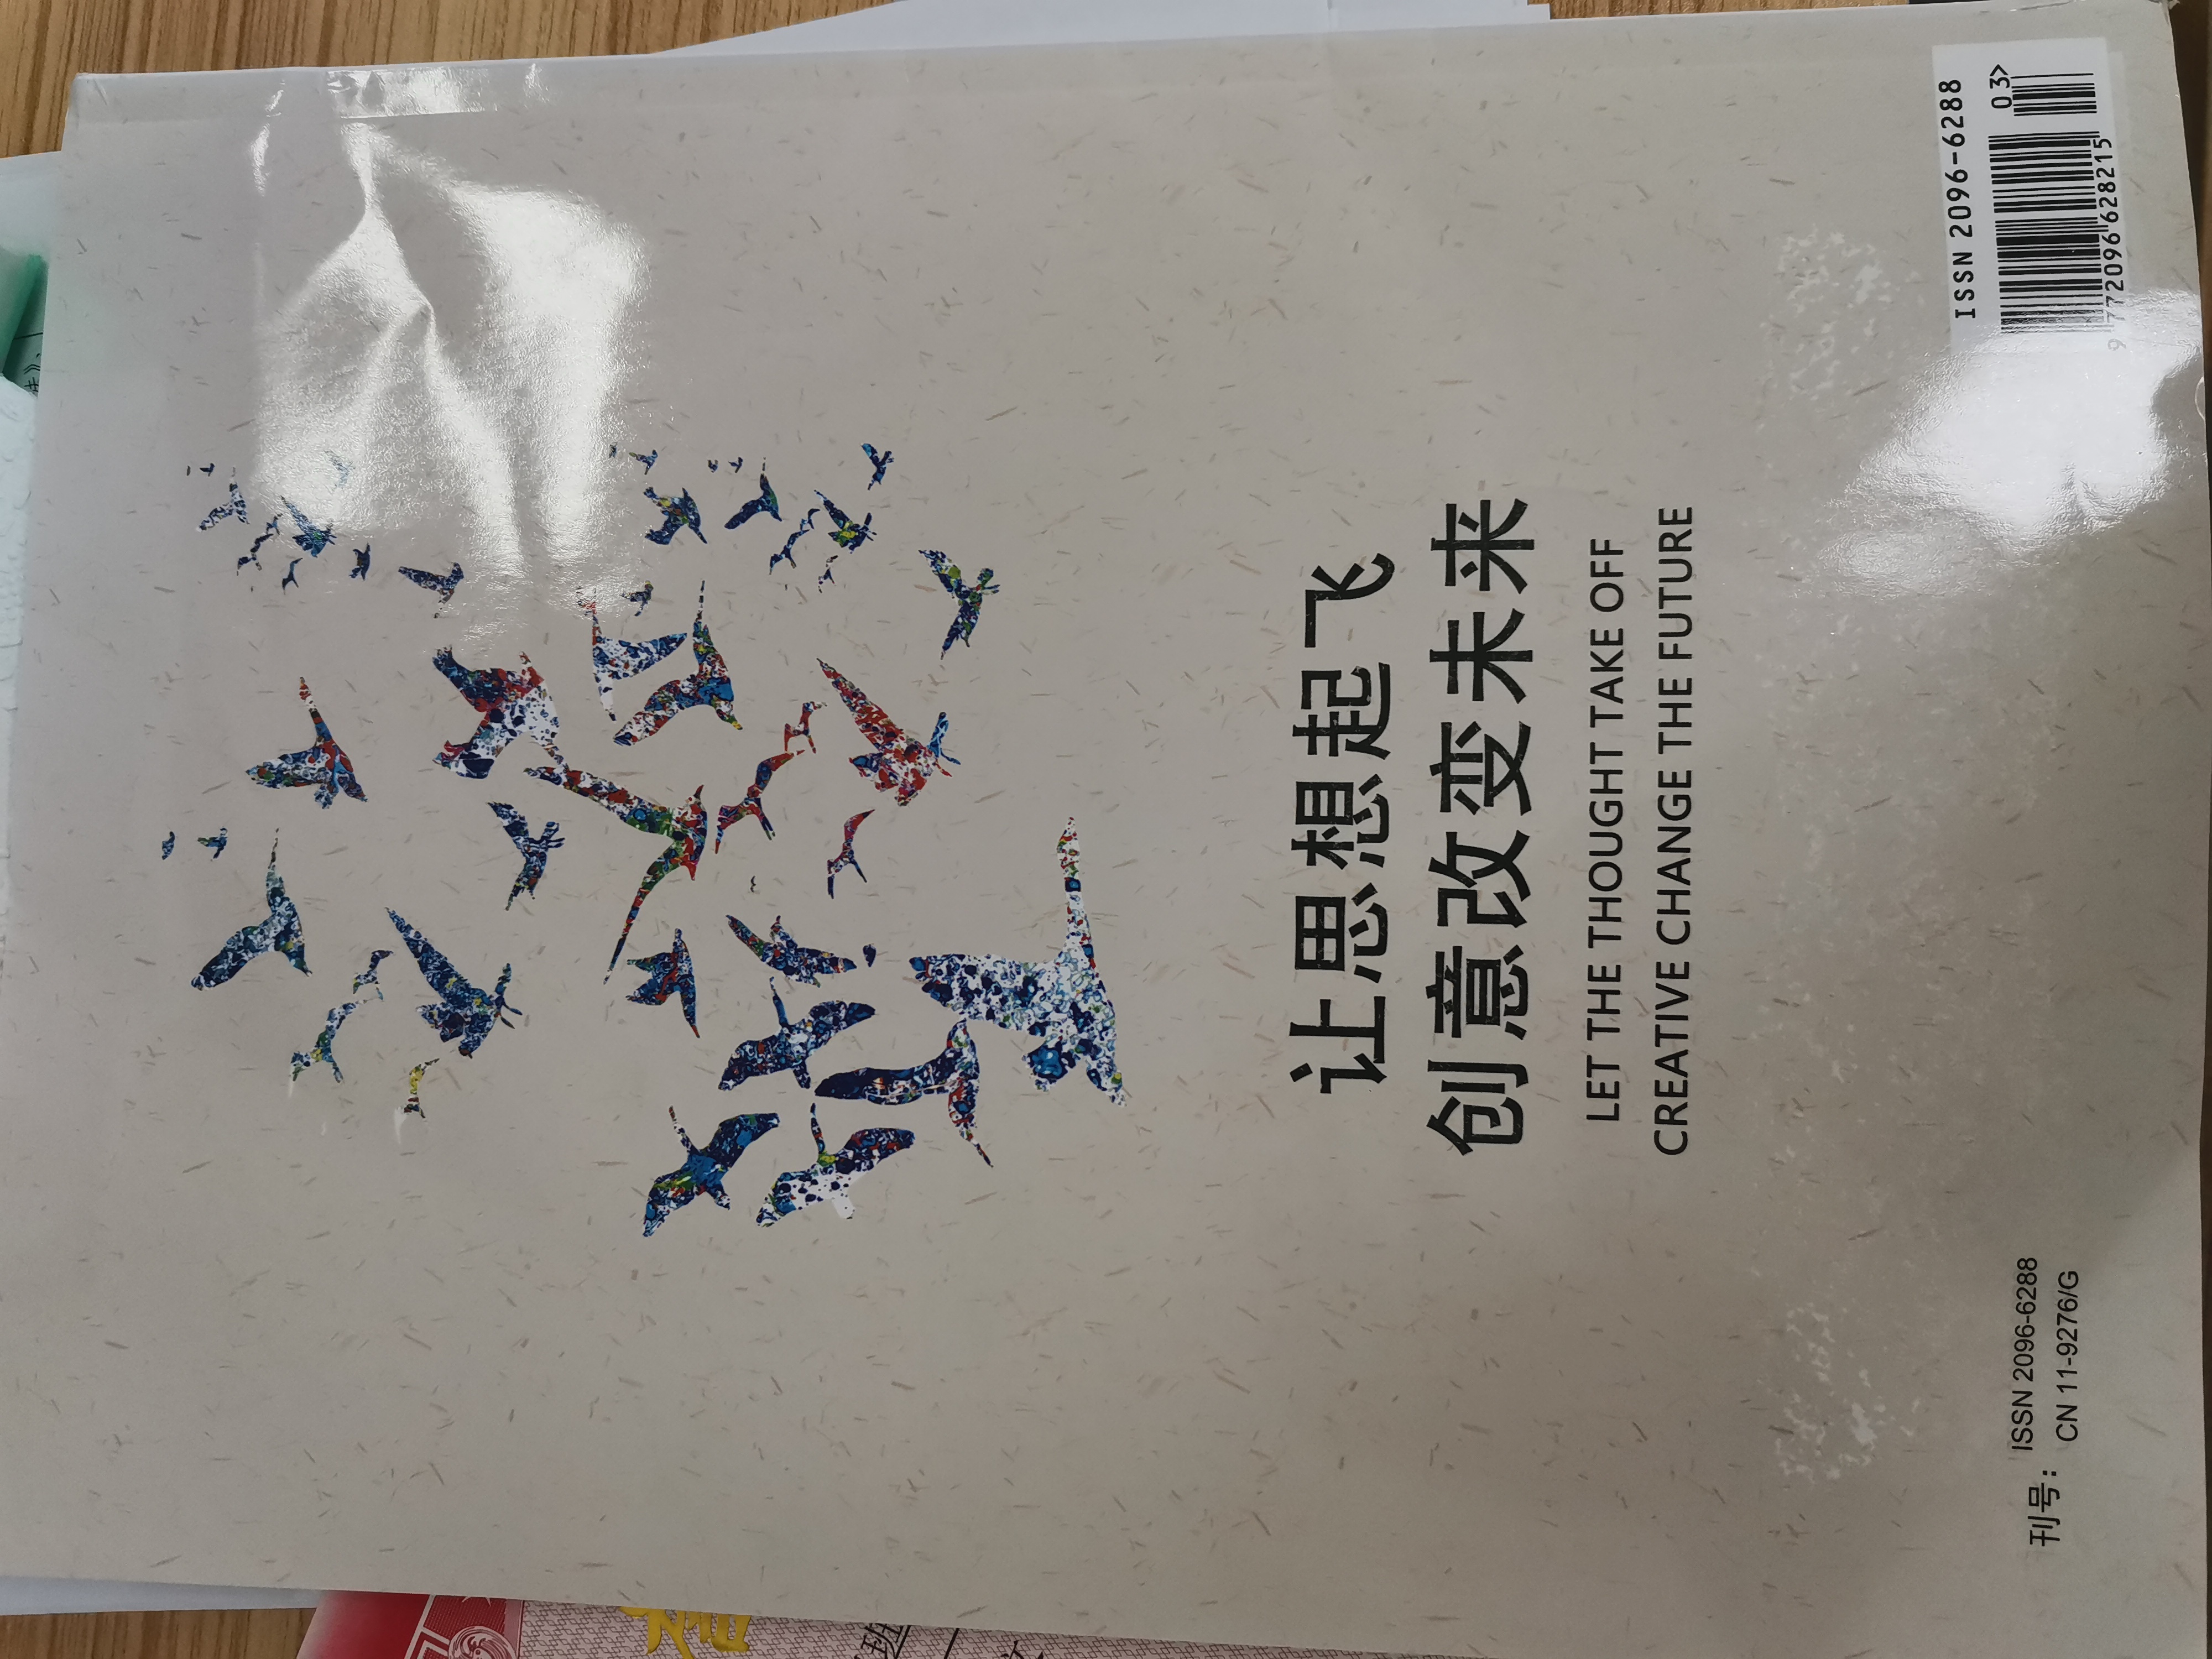 让思想起飞
创意改变未来
LET THE THOUGHT TAKE OFF
CREATIVE CHANGE THE FUTURE
刊号: ISSN 2096-6288
CN 11-9276/G
ISSN 2096-6288
03>
9 772096 628215
班